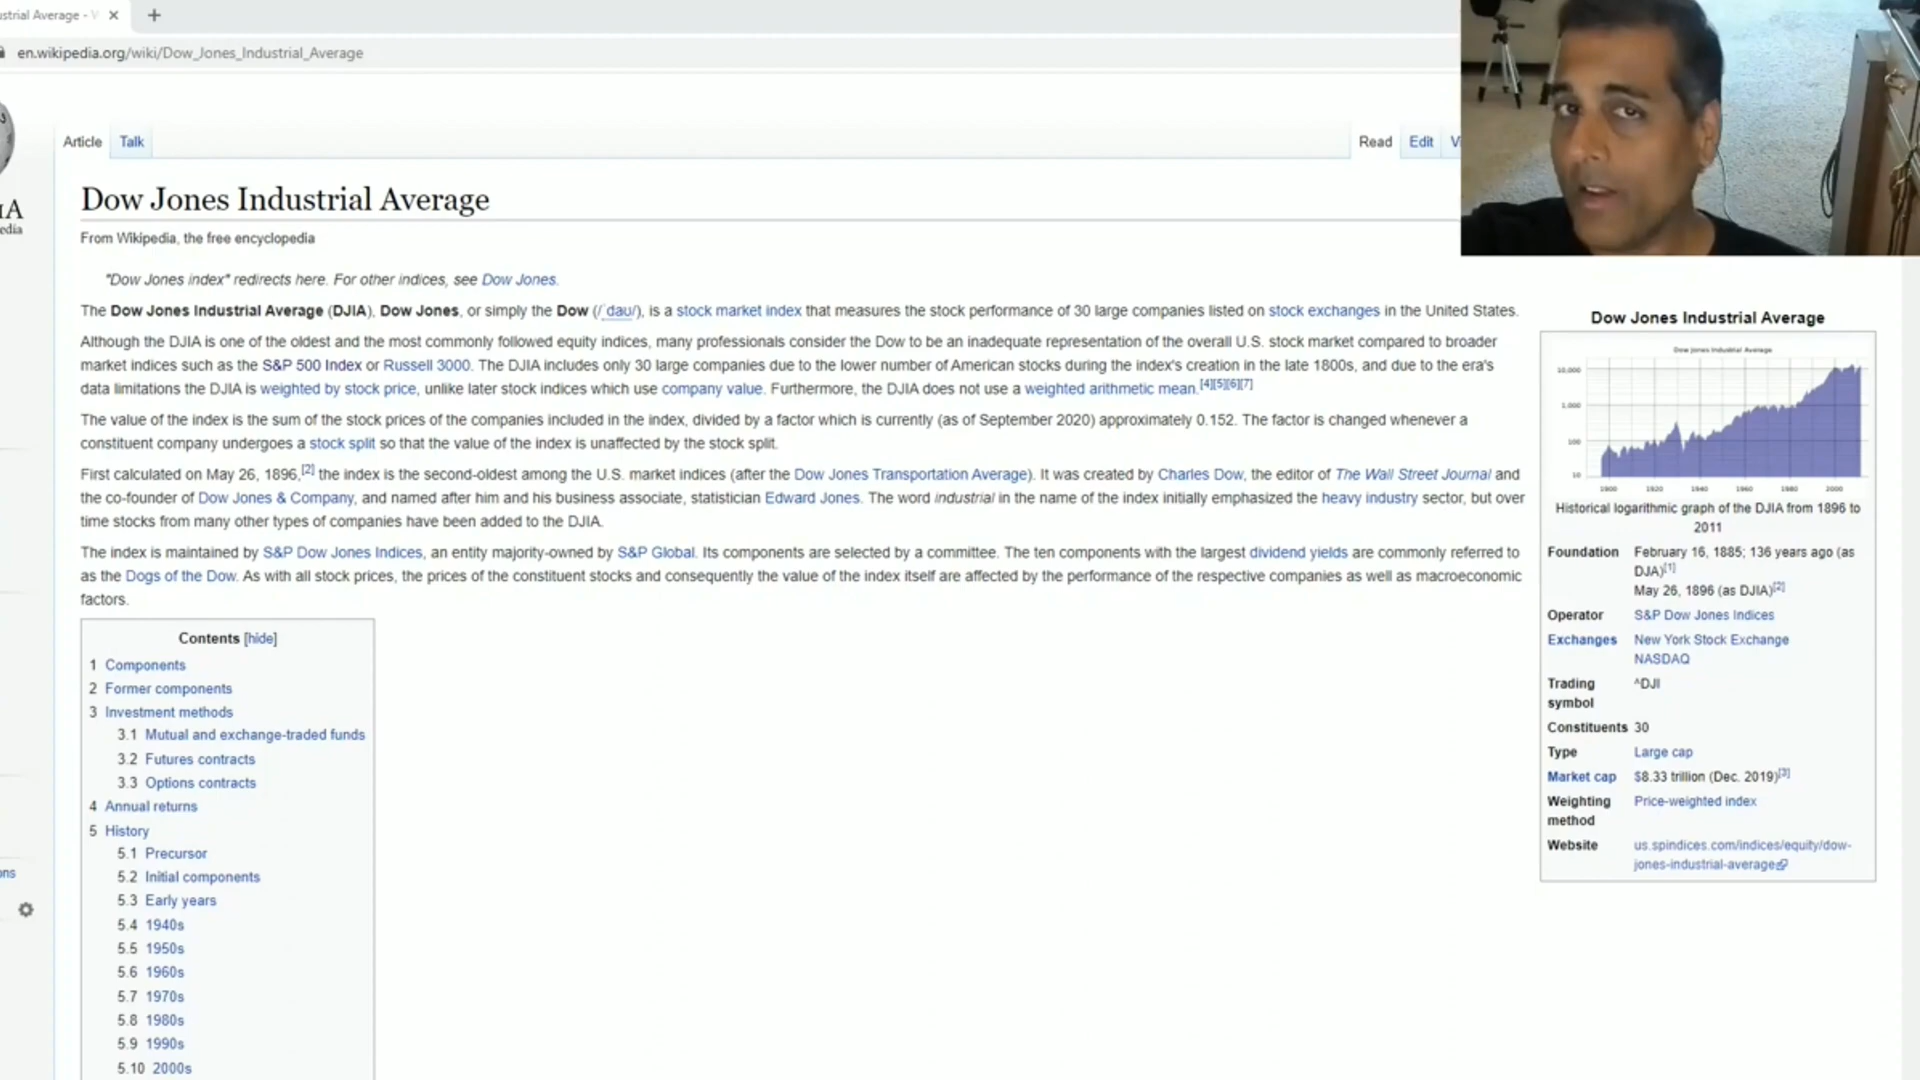 ustrial Average -
en.wikipedia.org/wiki/Dow_Jones_Industrial_Average
Article Talk
Read Edit
Dow Jones Industrial Average
From Wikipedia, the free encyclopedia
"Dow Jones index" redirects here. For other indices, see Dow Jones.
The Dow Jones Industrial Average (DJIA), Dow Jones, or simply the Dow (/ˈdaʊ/), is a stock market index that measures the stock performance of 30 large companies listed on stock exchanges in the United States.
Although the DJIA is one of the oldest and the most commonly followed equity indices, many professionals consider the Dow to be an inadequate representation of the overall U.S. stock market compared to broader
market indices such as the S&P 500 Index or Russell 3000. The DJIA includes only 30 large companies due to the lower number of American stocks during the index's creation in the late 1800s, and due to the era's
data limitations the DJIA is weighted by stock price, unlike later stock indices which use company value. Furthermore, the DJIA does not use a weighted arithmetic mean.[4][5][6][7]
The value of the index is the sum of the stock prices of the companies included in the index, divided by a factor which is currently (as of September 2020) approximately 0.152. The factor is changed whenever a
constituent company undergoes a stock split so that the value of the index is unaffected by the stock split.
First calculated on May 26, 1896,[2] the index is the second-oldest among the U.S. market indices (after the Dow Jones Transportation Average). It was created by Charles Dow, the editor of The Wall Street Journal and
the co-founder of Dow Jones & Company, and named after him and his business associate, statistician Edward Jones. The word industrial in the name of the index initially emphasized the heavy industry sector, but over
time stocks from many other types of companies have been added to the DJIA.
The index is maintained by S&P Dow Jones Indices, an entity majority-owned by S&P Global. Its components are selected by a committee. The ten components with the largest dividend yields are commonly referred to
as the Dogs of the Dow. As with all stock prices, the prices of the constituent stocks and consequently the value of the index itself are affected by the performance of the respective companies as well as macroeconomic
factors.
Contents [hide]
1 Components
2 Former components
3 Investment methods
3.1 Mutual and exchange-traded funds
3.2 Futures contracts
3.3 Options contracts
4 Annual returns
5 History
5.1 Precursor
5.2 Initial components
5.3 Early years
5.4 1940s
5.5 1950s
5.6 1960s
5.7 1970s
5.8 1980s
5.9 1990s
5.10 2000s
Dow Jones Industrial Average
Dow Jones Industrial Average
10,000
1,000
100
10
1900 1920 1940 1960 1980 2000
Historical logarithmic graph of the DJIA from 1896 to
2011
Foundation February 16, 1885; 136 years ago (as
DJA)[1]
May 26, 1896 (as DJIA)[2]
Operator S&P Dow Jones Indices
Exchanges New York Stock Exchange
NASDAQ
Trading ^DJI
symbol
Constituents 30
Type Large cap
Market cap $8.33 trillion (Dec. 2019)[3]
Weighting Price-weighted index
method
Website us.spindices.com/indices/equity/dow-
jones-industrial-average